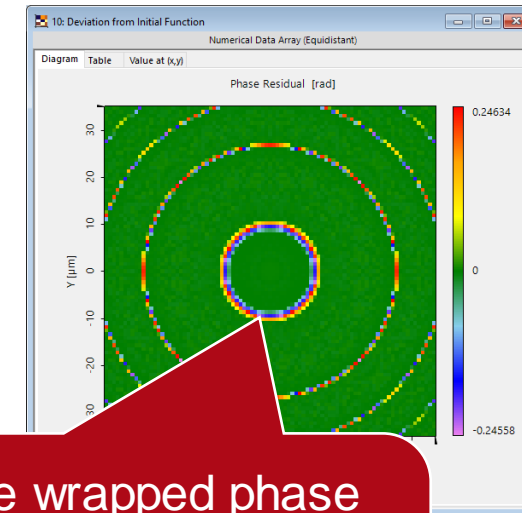 10: Deviation from Initial Function
Numerical Data Array (Equidistant)
Diagram Table Value at (x,y)
Phase Residual [rad]
0.24634
30
20
10
Y [µm]
0
0
-10
-20
-0.24558
wrapped phase